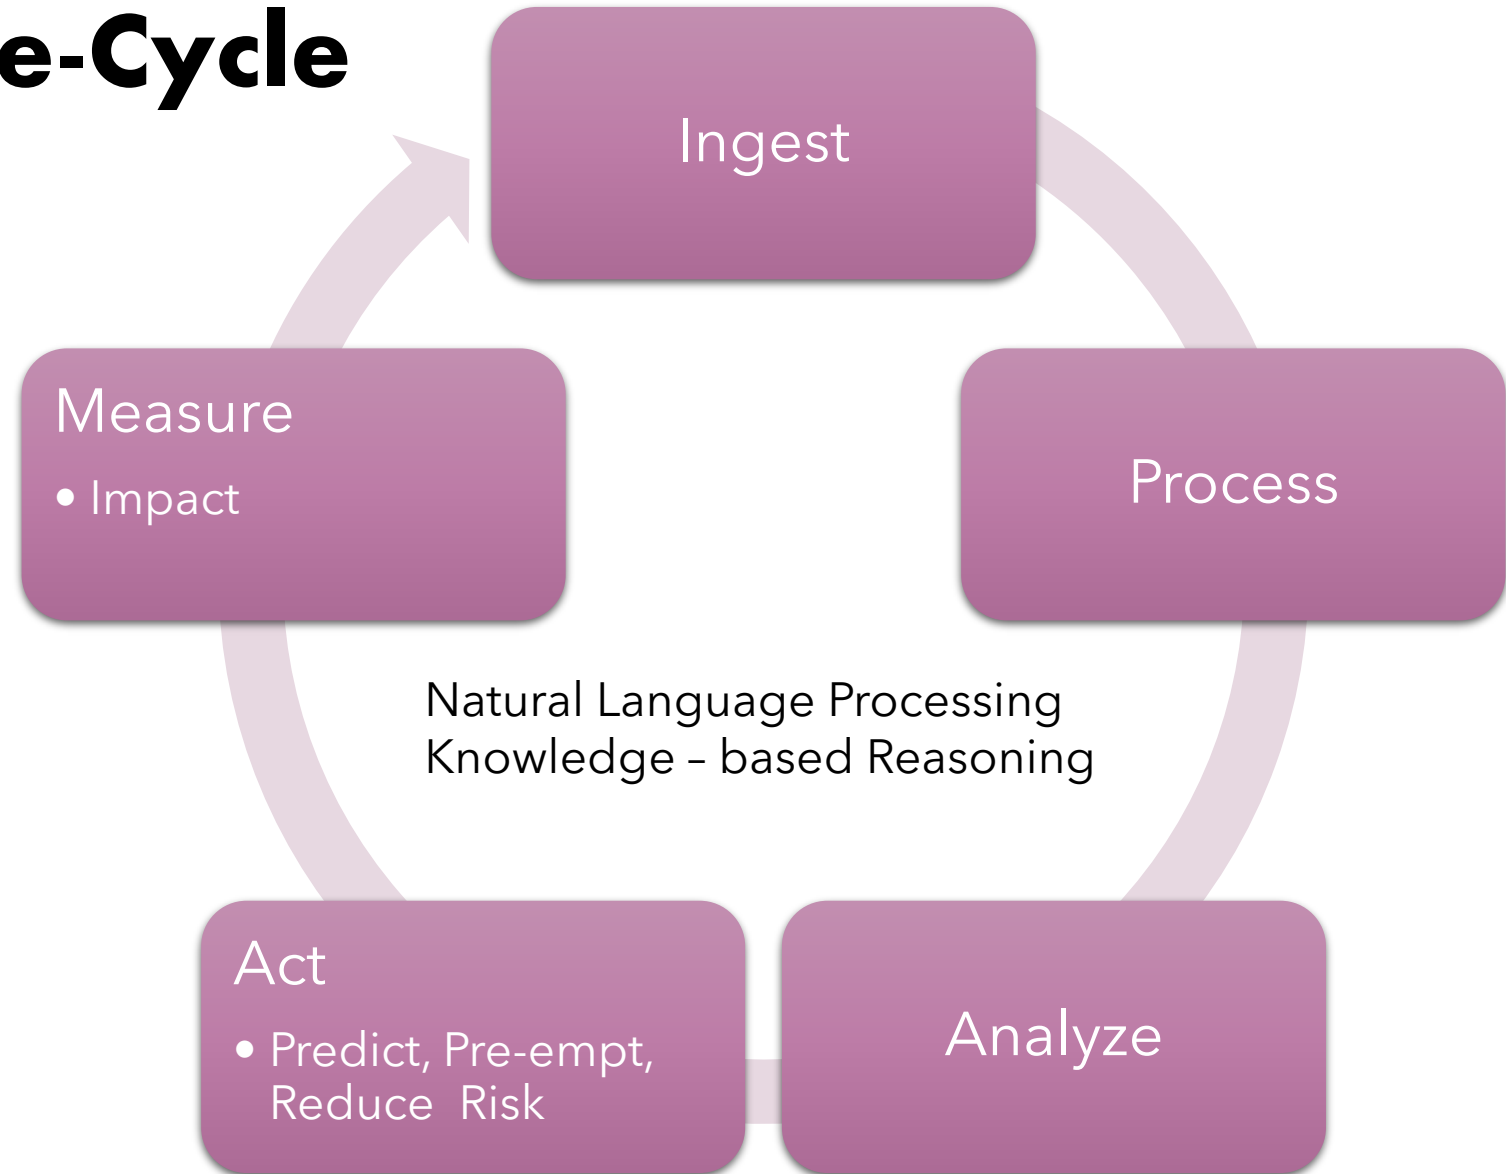 e-Cycle
Ingest
Process
Analyze
Act
• Predict, Pre-empt,
Reduce Risk
Measure
• Impact
Natural Language Processing
Knowledge – based Reasoning